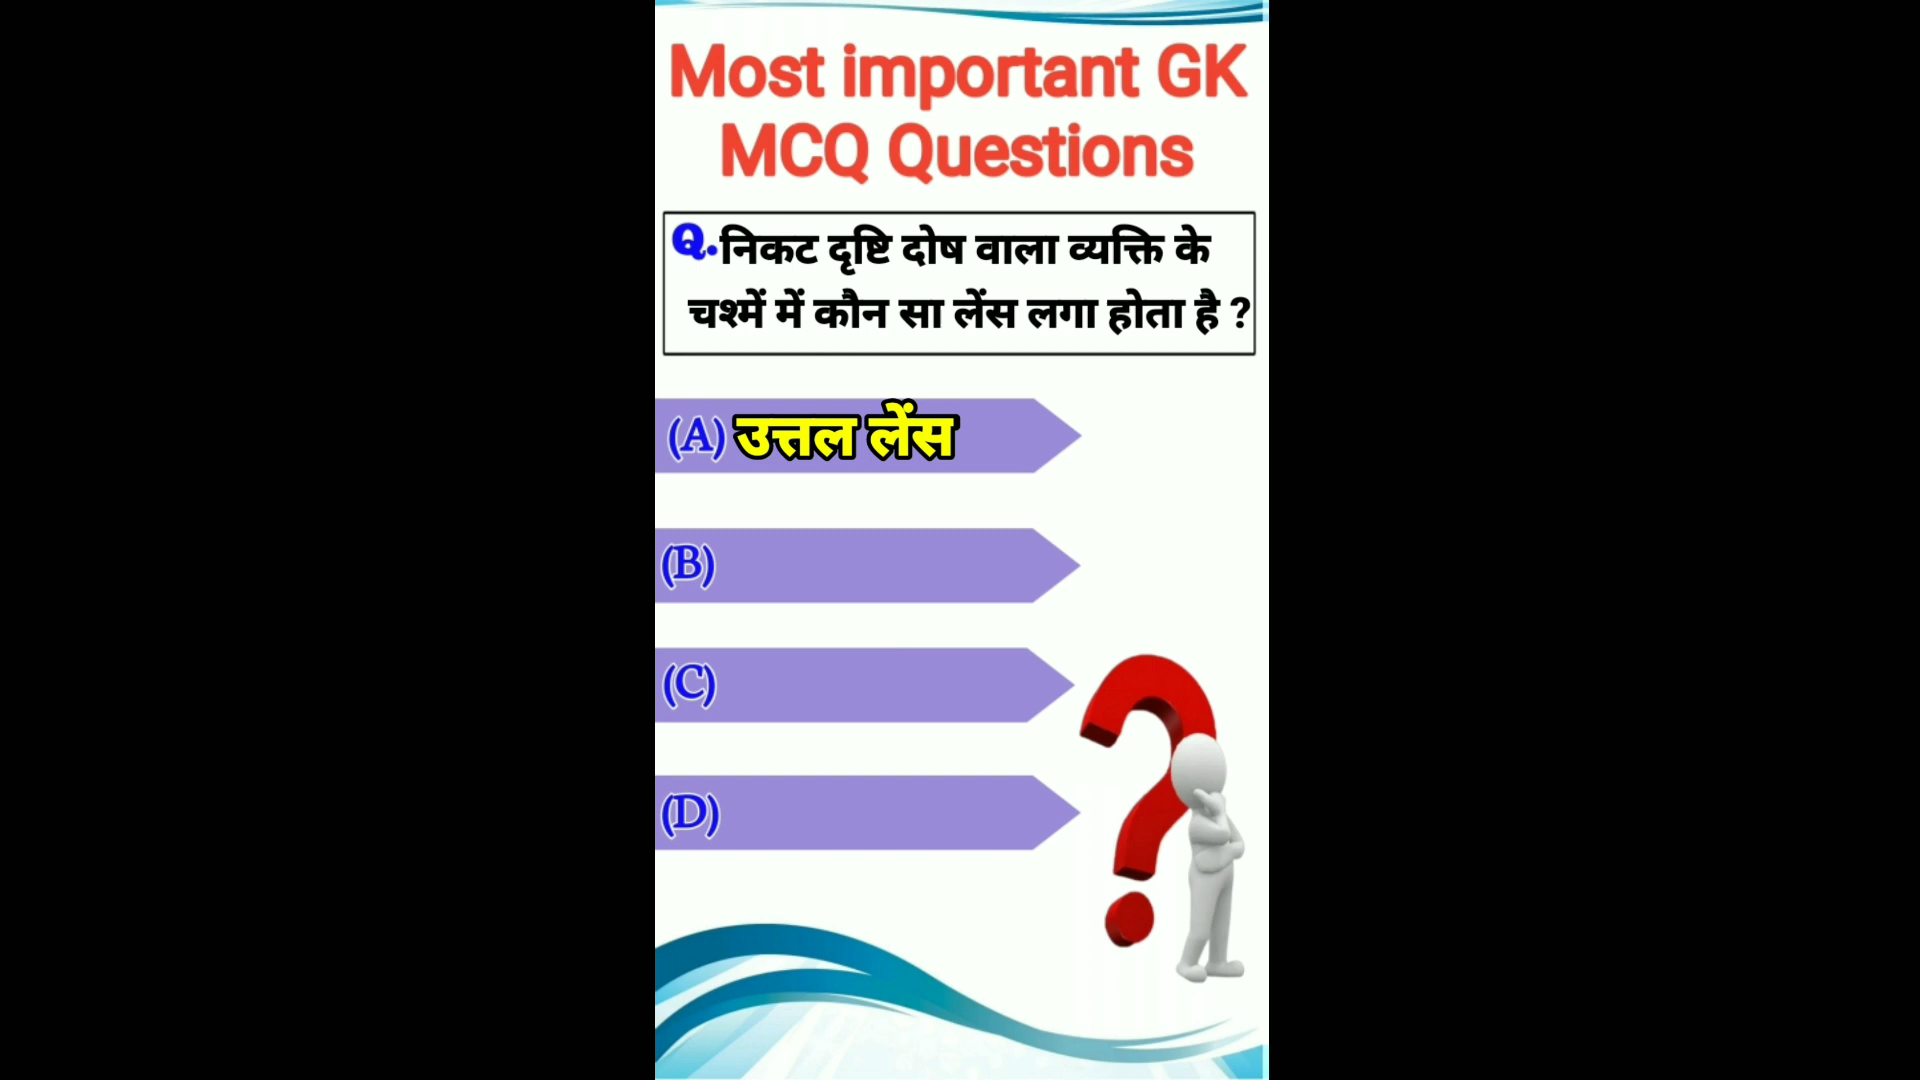 Most important GK
MCQ Questions
Q.निकट दृष्टि दोष वाला व्यक्ति के
चश्में में कौन सा लेंस लगा होता है ?
(A) उत्तल लेंस
(B)
(C)
(D)